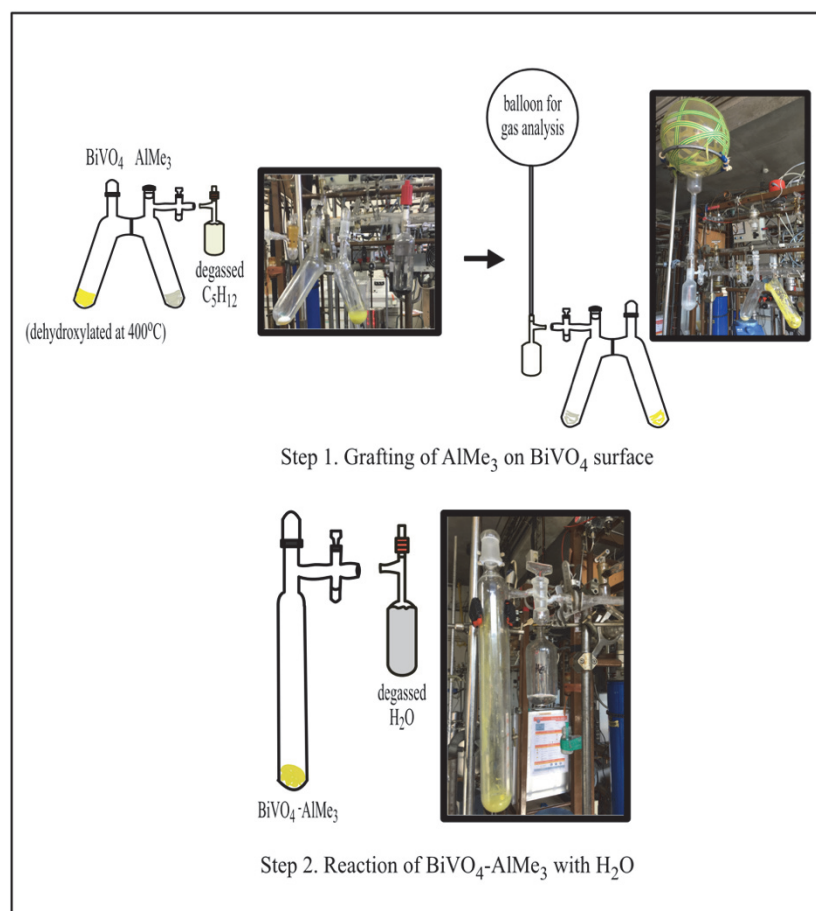 balloon for
gas analysis
BiVO₄ AlMe₃
degassed
C₅H₁₂
(dehydroxylated at 400⁰C)
Step 1. Grafting of AlMe₃ on BiVO₄ surface
degassed
H₂O
BiVO₄-AlMe₃
Step 2. Reaction of BiVO₄-AlMe₃ with H₂O